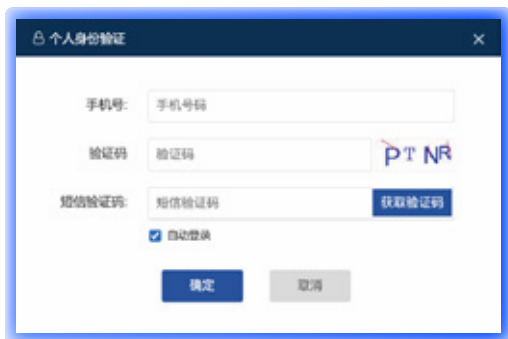 个人身份验证
手机号: 手机号码
验证码 验证码 PTNR
短信验证码: 短信验证码 获取验证码
自动登录
确定 取消